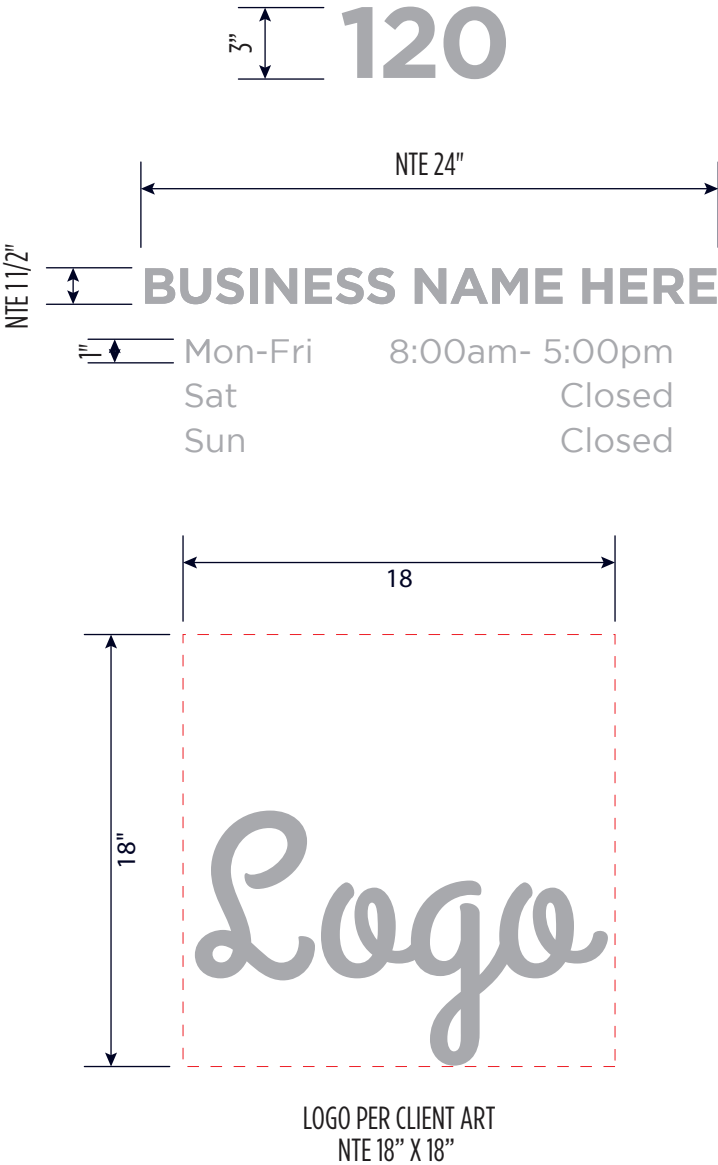 3”
120
NTE 24"
NTE 1 1/2"
BUSINESS NAME HERE
1"
Mon-Fri 8:00am- 5:00pm
Sat Closed
Sun Closed
18
18"
Logo
LOGO PER CLIENT ART
NTE 18” X 18”